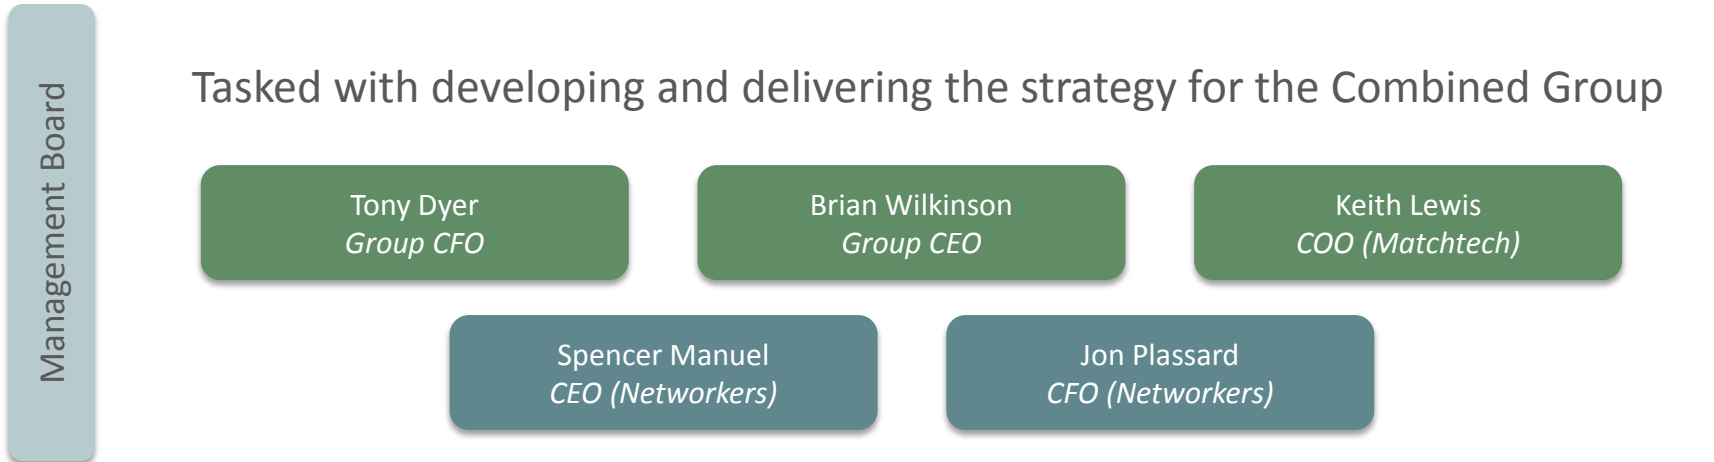 Management Board
Tasked with developing and delivering the strategy for the Combined Group
Tony Dyer
Group CFO
Brian Wilkinson
Group CEO
Keith Lewis
COO (Matchtech)
Spencer Manuel
CEO (Networkers)
Jon Plassard
CFO (Networkers)